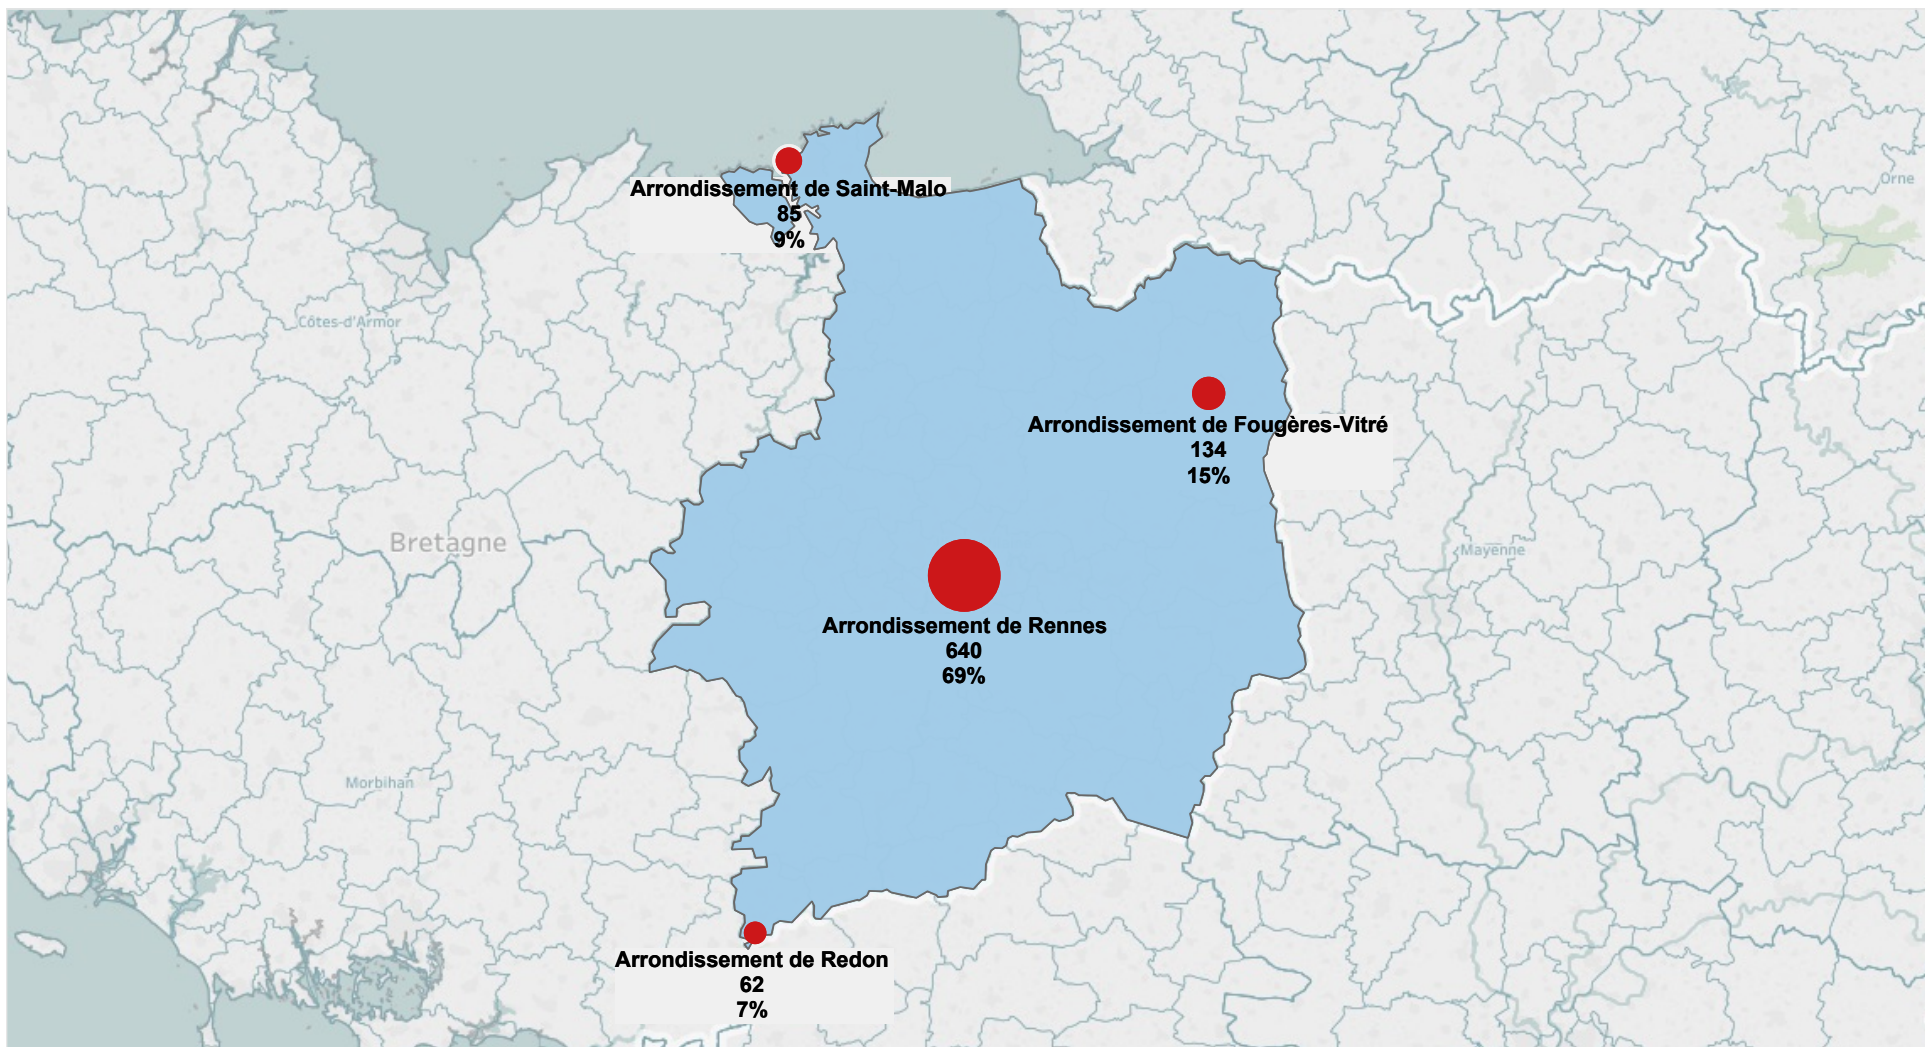 Arrondissement de Saint-Malo
85
9%
Orne
Côtes-d'Armor
Arrondissement de Fougères-Vitré
134
15%
Bretagne
Mayenne
Arrondissement de Rennes
640
69%
Morbihan
Arrondissement de Redon
62
7%